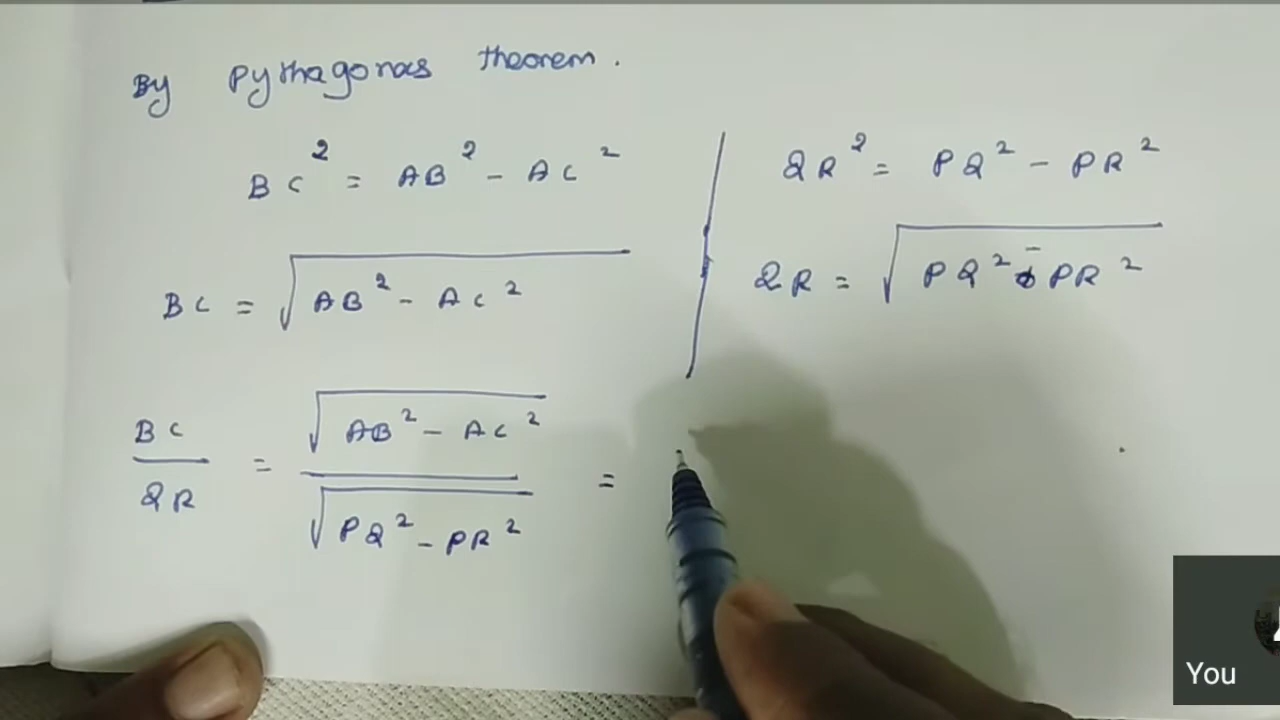 By Pythagoras theorem.
BC² = AB² - AC²
BC = √(AB² - AC²)
QR² = PQ² - PR²
QR = √(PQ² - PR²)
BC/QR = √(AB² - AC²)/√(PQ² - PR²) =
You